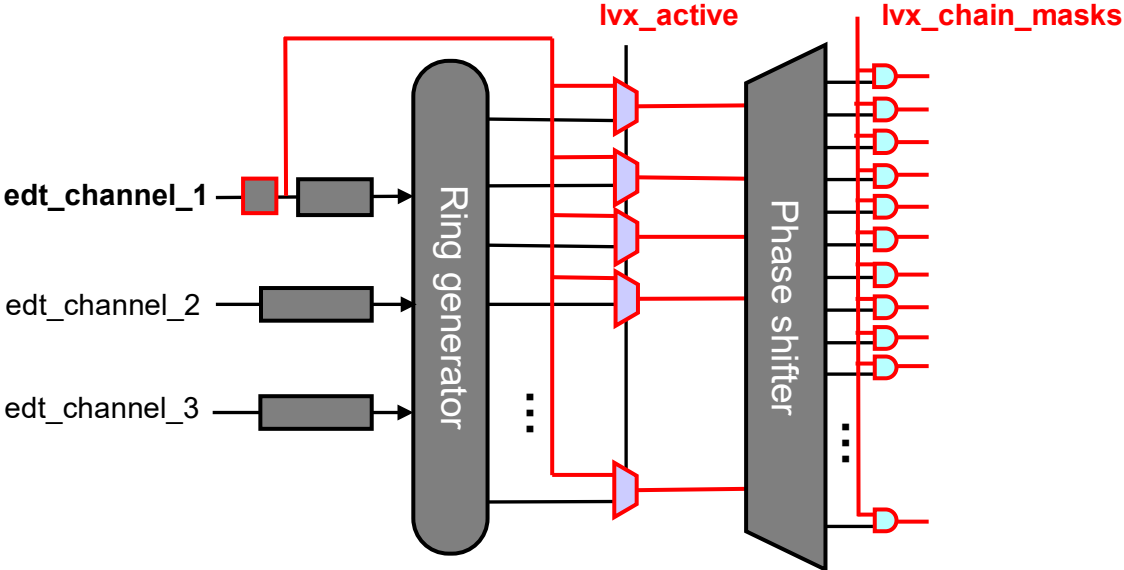 lvx_active
lvx_chain_masks
edt_channel_1
edt_channel_2
edt_channel_3
Ring generator
...
Phase shifter
...